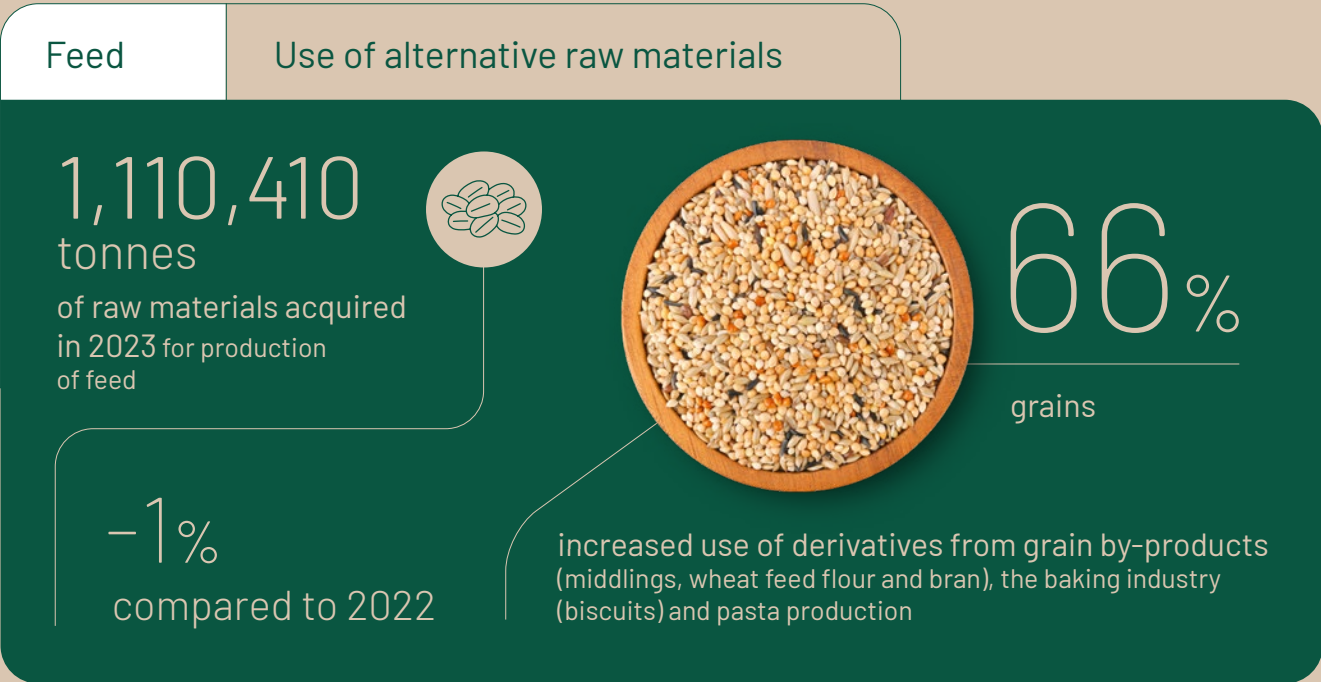 Feed
Use of alternative raw materials
1,110,410
tonnes
of raw materials acquired
in 2023 for production
of feed
–1%
compared to 2022
66%
grains
increased use of derivatives from grain by-products
(middlings, wheat feed flour and bran), the baking industry
(biscuits) and pasta production